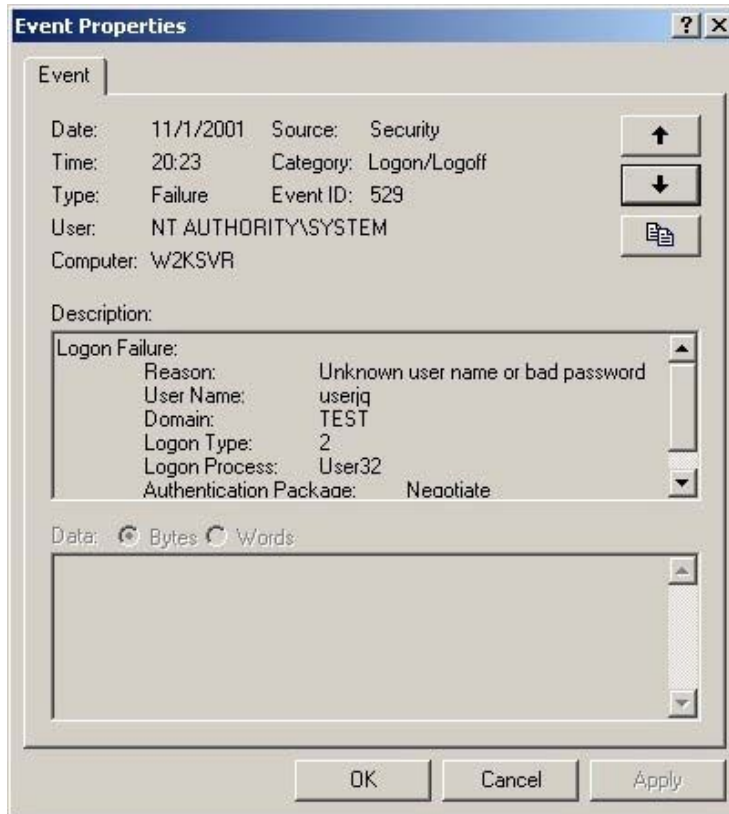 Event Properties
Event
Date: 11/1/2001 Source: Security
Time: 20:23 Category: Logon/Logoff
Type: Failure Event ID: 529
User: NT AUTHORITY\SYSTEM
Computer: W2KSVR
Description:
Logon Failure:
Reason: Unknown user name or bad password
User Name: userjq
Domain: TEST
Logon Type: 2
Logon Process: User32
Authentication Package: Negotiate
Data: Bytes Words
OK Cancel Apply